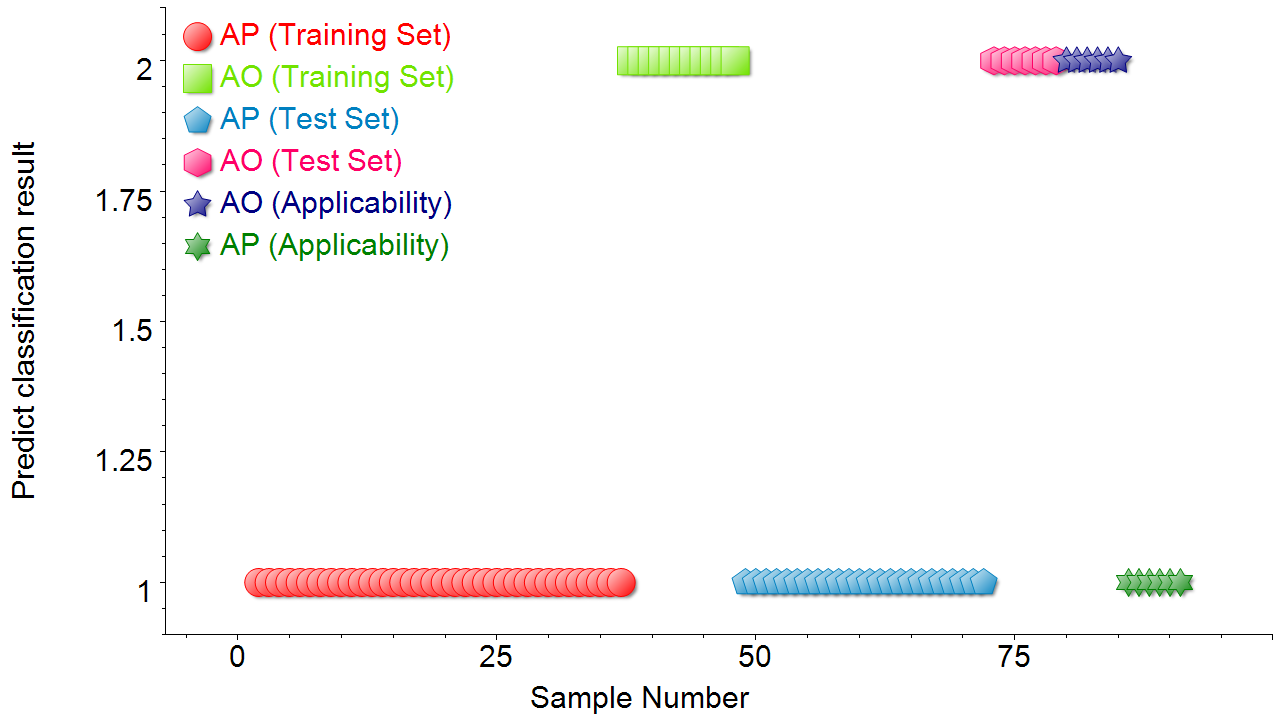 AP (Training Set)
AO (Training Set)
AP (Test Set)
AO (Test Set)
AO (Applicability)
AP (Applicability)
Predict classification result
2
1.75
1.5
1.25
1
0 25 50 75
Sample Number